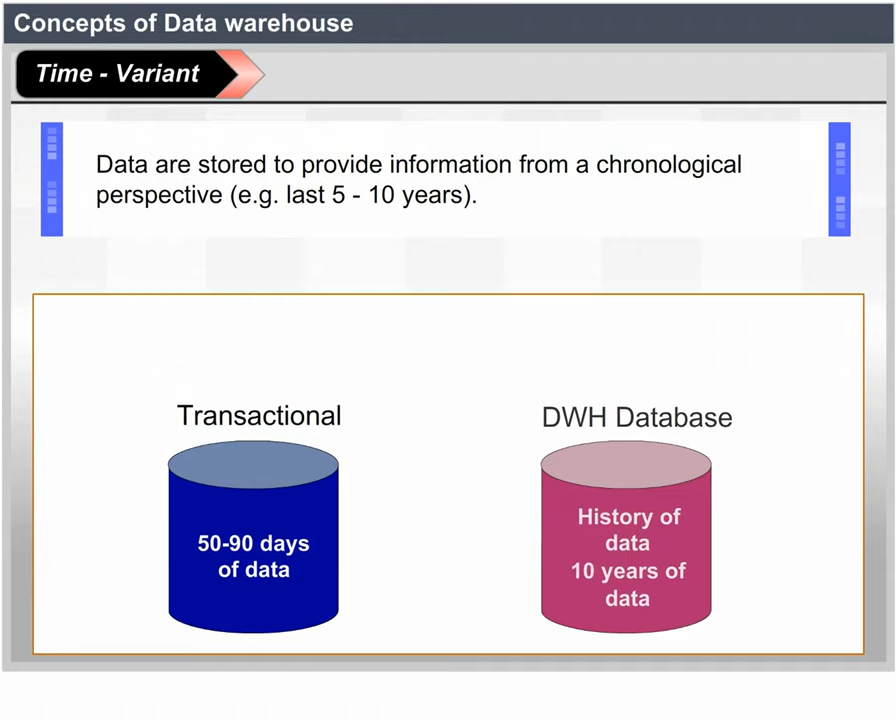 Concepts of Data warehouse
Time - Variant
Data are stored to provide information from a chronological
perspective (e.g. last 5 - 10 years).
Transactional
50-90 days
of data
DWH Database
History of
data
10 years of
data